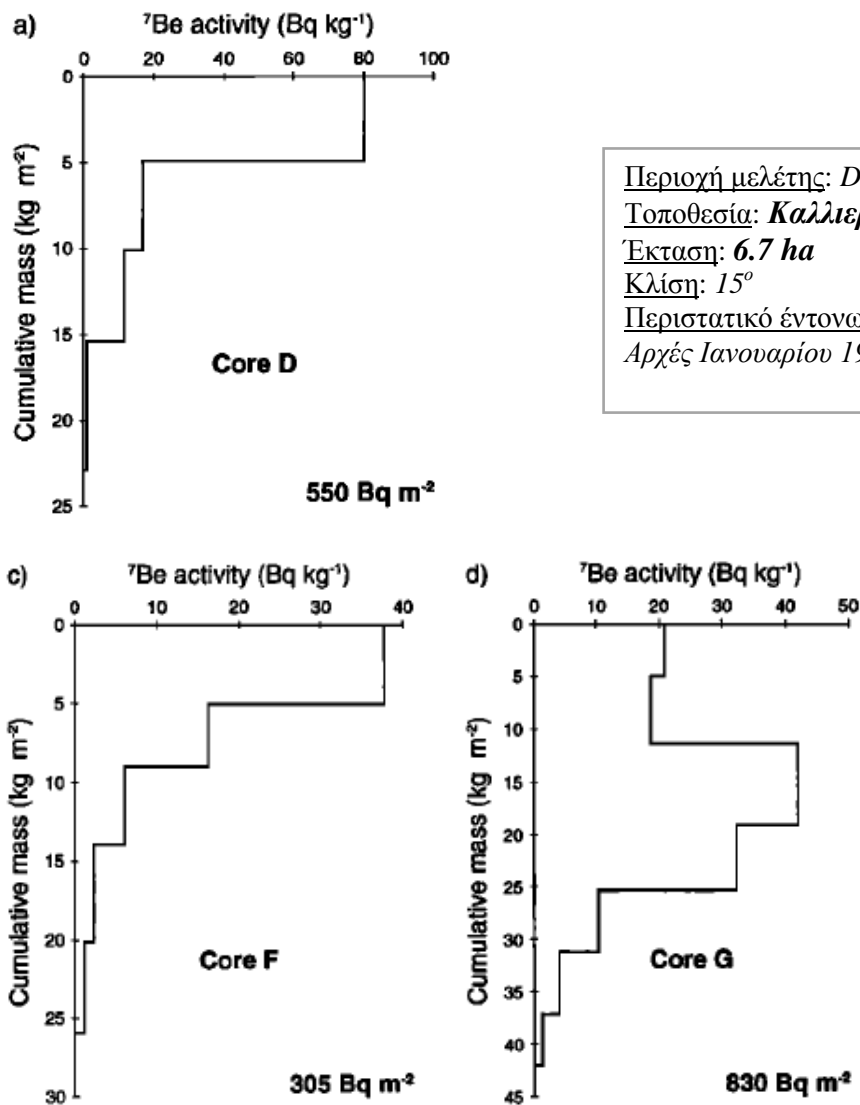 a)
⁷Be activity (Bq kg⁻¹)
0 20 40 60 80 100
Cumulative mass (kg m⁻²)
0
5
10
15
20
25
Core D
550 Bq m⁻²
Περιοχή μελέτης: D
Τοποθεσία: Καλλιερ
Έκταση: 6.7 ha
Κλίση: 15º
Περιστατικό έντονω
Αρχές Ιανουαρίου 19
c)
⁷Be activity (Bq kg⁻¹)
0 10 20 30 40
Cumulative mass (kg m⁻²)
0
5
10
15
20
25
30
Core F
305 Bq m⁻²
d)
⁷Be activity (Bq kg⁻¹)
0 10 20 30 40 50
Cumulative mass (kg m⁻²)
0
5
10
15
20
25
30
35
40
45
Core G
830 Bq m⁻²